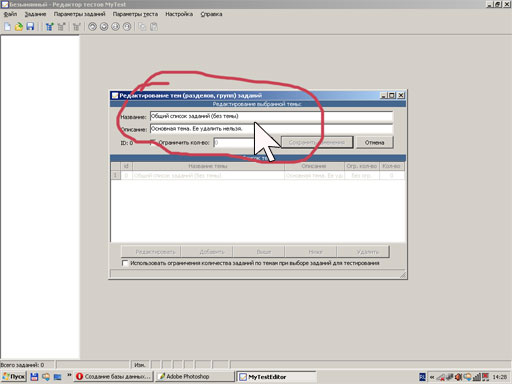 Безымянный - Редактор тестов MyTest
Файл Задание Параметры заданий Параметры теста Настройка Справка
Редактирование тем (разделов, групп) заданий
Редактирование выбранной темы:
Название: Общий список заданий (без темы)
Описание: Основная тема. Ее удалить нельзя.
ID: 0 Ограничить кол-во: 0 Сохранить изменения Отмена
id Название темы Описание Огр. кол-во Кол-во
1 0 Общий список заданий (без темы) Основная тема. Ее уд Без огр. 0
Редактировать Добавить Выше Ниже Удалить
Использовать ограничения количества заданий по темам при выборе заданий для тестирования
Всего заданий: 0 Изм.
Пуск Создание базы данных... Adobe Photoshop MyTestEditor 14:28